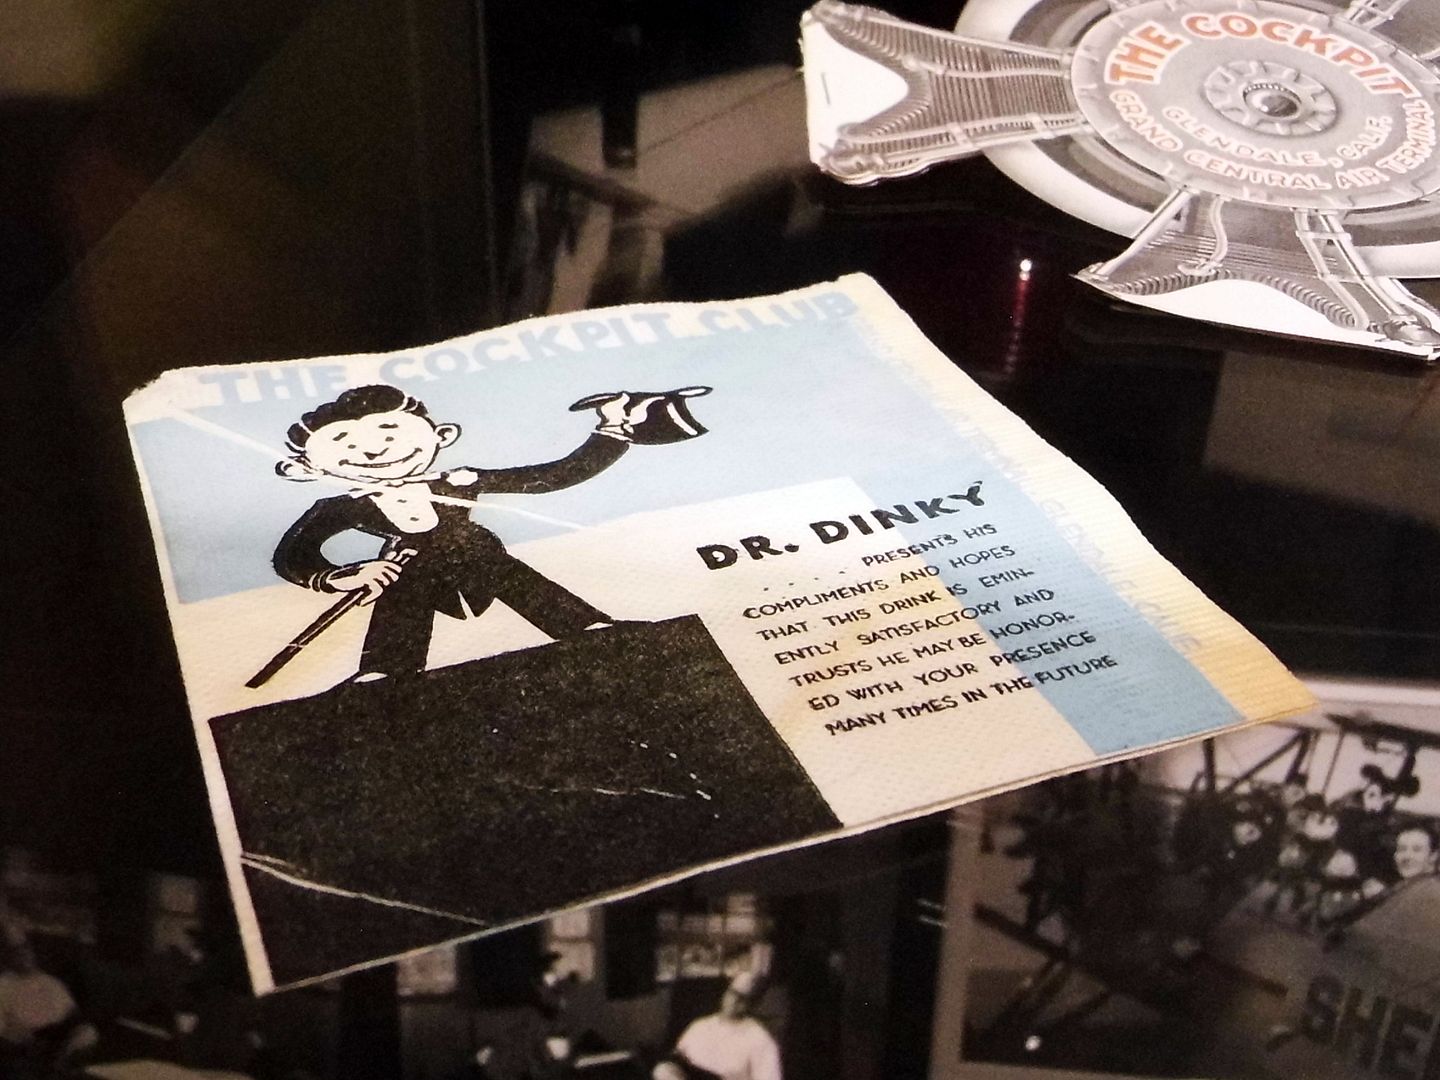 THE COCKPIT
GLENDALE, CALIF.
GRAND CENTRAL AIR TERMINAL
THE COCKPIT CLUB
DR. DINKY
. . . . . PRESENTS HIS
COMPLIMENTS AND HOPES
THAT THIS DRINK IS EMIN-
ENTLY SATISFACTORY AND
TRUSTS HE MAY BE HONOR-
ED WITH YOUR PRESENCE
MANY TIMES IN THE FUTURE
SHE